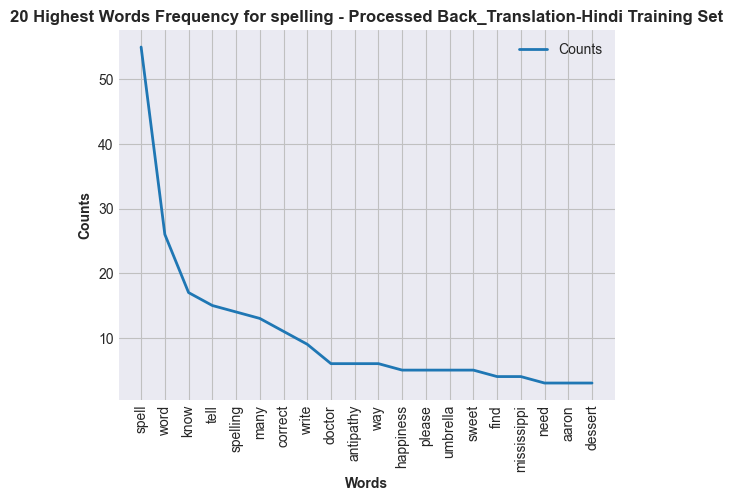 20 Highest Words Frequency for spelling - Processed Back_Translation-Hindi Training Set
Counts
50
40
30
20
10
Counts
spell
word
know
tell
spelling
many
correct
write
doctor
antipathy
way
happiness
please
umbrella
sweet
find
mississippi
need
aaron
dessert
Words